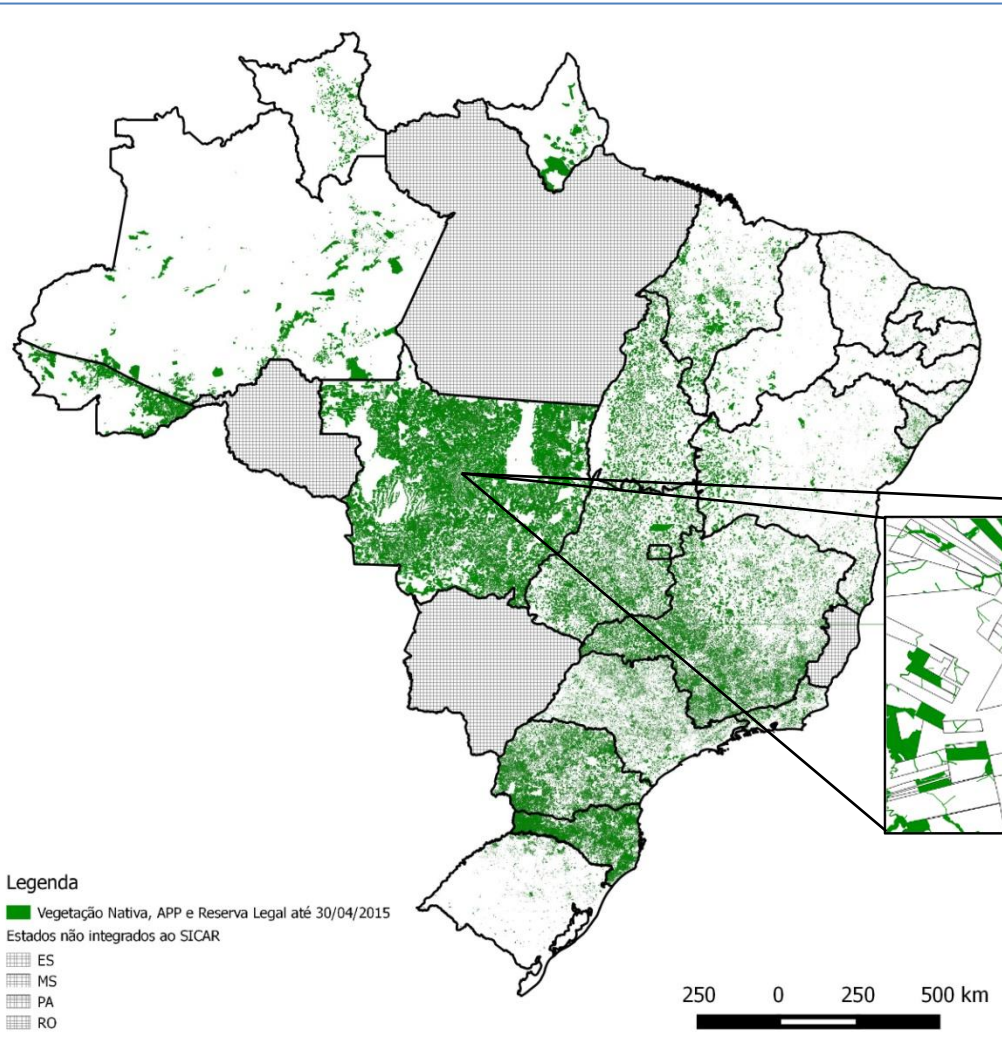 Legenda
Vegetação Nativa, APP e Reserva Legal até 30/04/2015
Estados não integrados ao SICAR
ES
MS
PA
RO
250 0 250 500 km